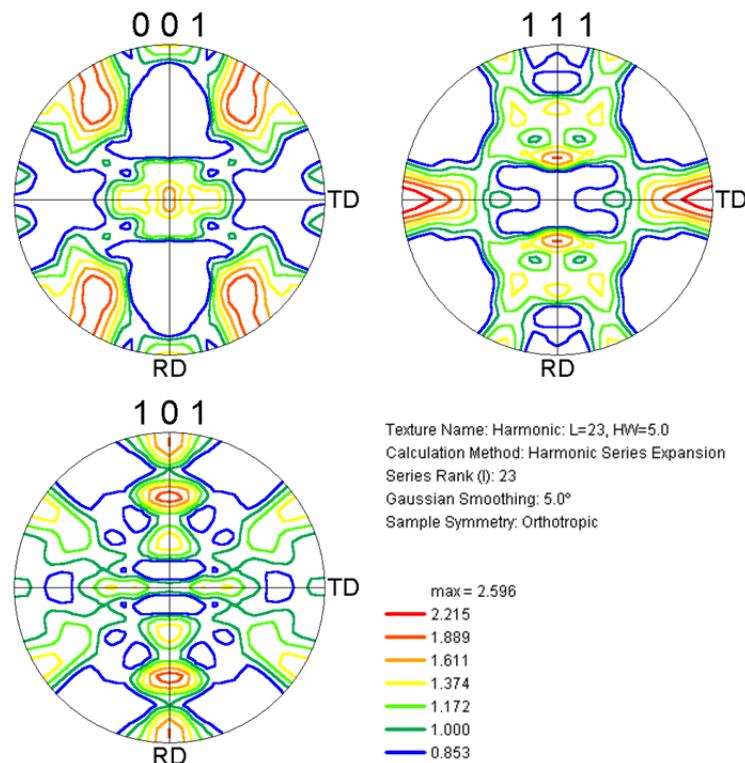 0 0 1
TD
RD
1 1 1
TD
RD
1 0 1
TD
RD
Texture Name: Harmonic: L=23, HW=5.0
Calculation Method: Harmonic Series Expansion
Series Rank (l): 23
Gaussian Smoothing: 5.0°
Sample Symmetry: Orthotropic
max = 2.596
2.215
1.889
1.611
1.374
1.172
1.000
0.853